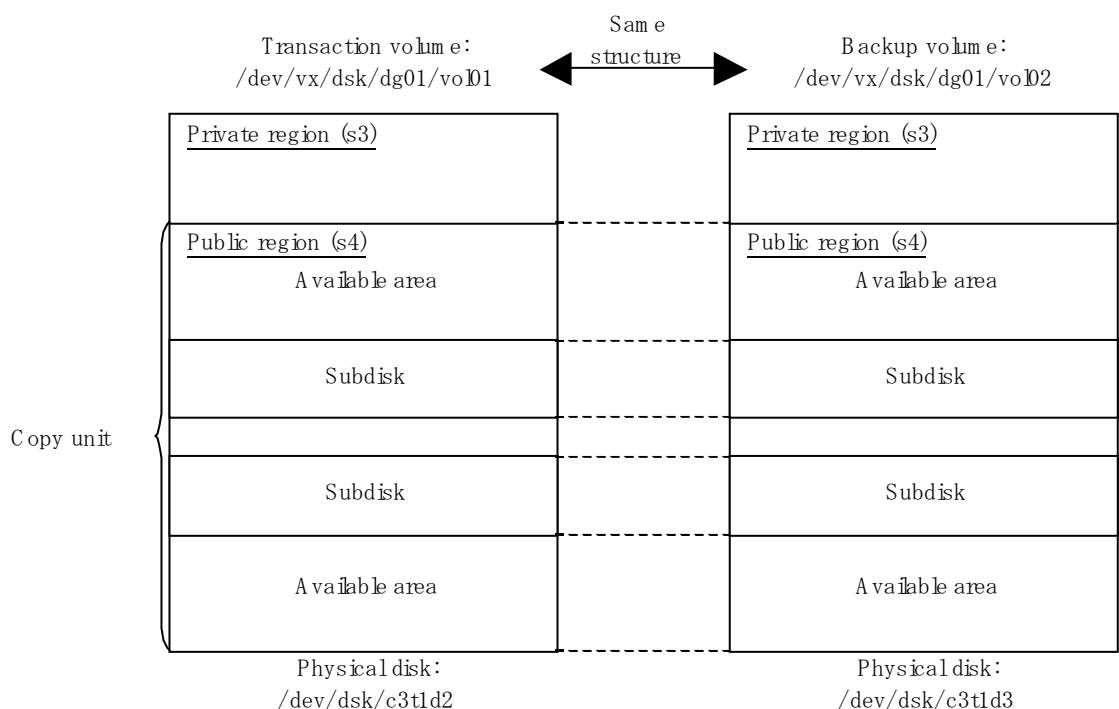 Same
structure
Transaction volume:
/dev/vx/dsk/dg01/vol01
Backup volume:
/dev/vx/dsk/dg01/vol02
Private region (s3)
Private region (s3)
Public region (s4)
Public region (s4)
Available area
Available area
Subdisk
Subdisk
Copy unit
Subdisk
Subdisk
Available area
Available area
Physical disk:
/dev/dsk/c3t1d2
Physical disk:
/dev/dsk/c3t1d3